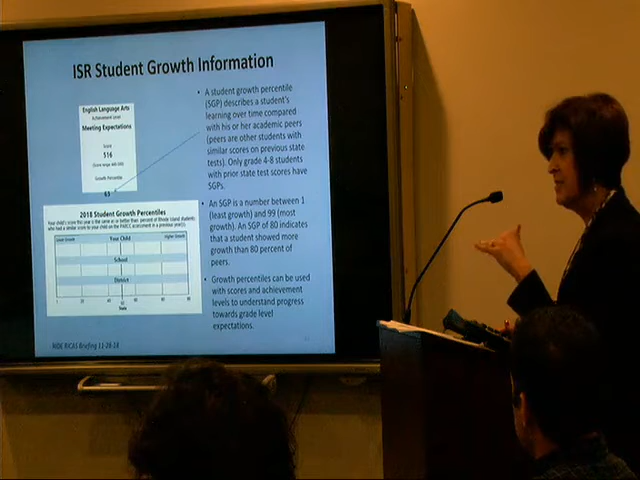 ISR Student Growth Information
English Language Arts
Achievement Level
Meeting Expectations
Score
516
(Score range 440-560)
Growth Percentile
63
2018 Student Growth Percentiles
Your child's score this year is the same as or better than percent of Rhode Island students
who had a similar score to your child on the PARCC assessment in a previous year(s).
Lower Growth Your Child Higher Growth
School
District
• A student growth percentile
(SGP) describes a student's
learning over time compared
with his or her academic peers
(peers are other students with
similar scores on previous state
tests). Only grade 4-8 students
with prior state test scores have
SGPs.
• An SGP is a number between 1
(least growth) and 99 (most
growth). An SGP of 80 indicates
that a student showed more
growth than 80 percent of
peers.
• Growth percentiles can be used
with scores and achievement
levels to understand progress
towards grade level
expectations.
RIDE RICAS Briefing 11-28-18